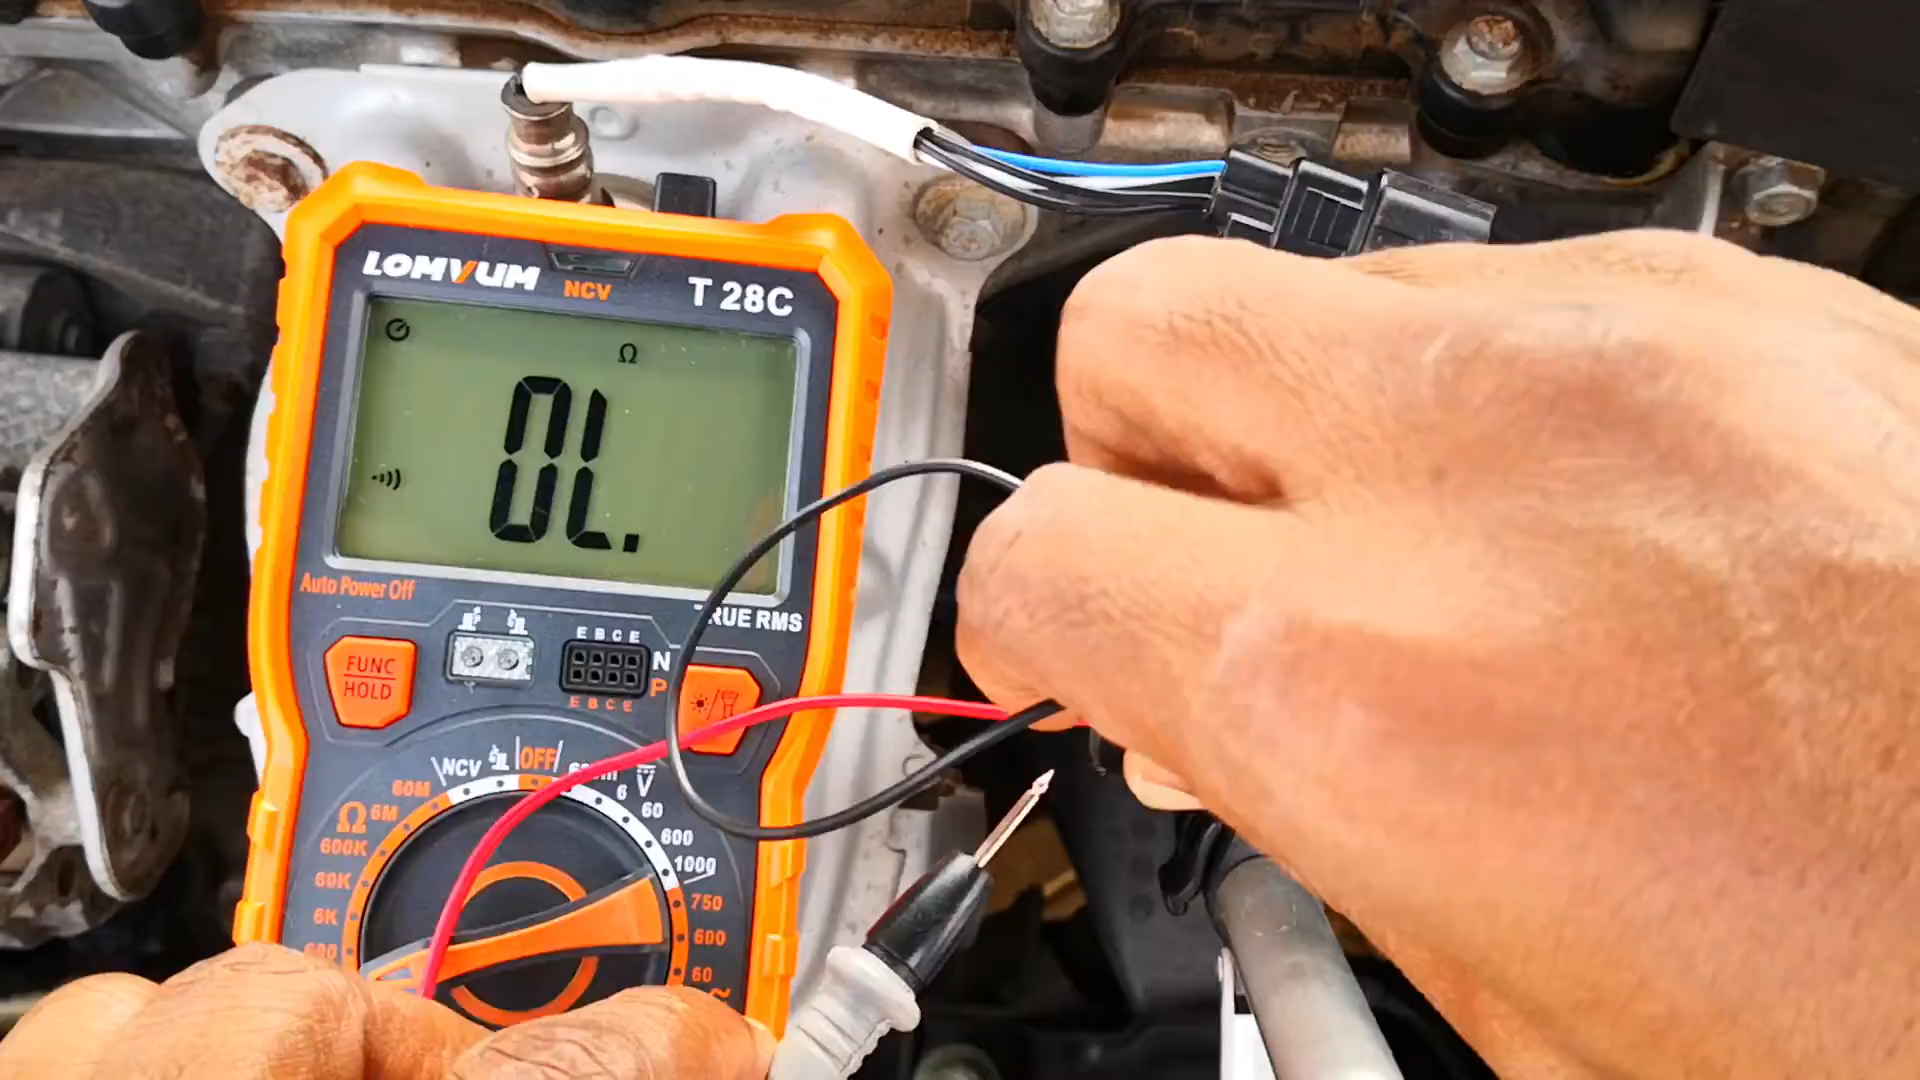 LOMVUM
NCV
T 28C
Ω
OL.
Auto Power Off
TRUE RMS
E B C E
FUNC
HOLD
N
P
E B C E
NCV
OFF
V
60M
6
Ω
6M
60
600K
600
60K
1000
6K
750
600
600
60